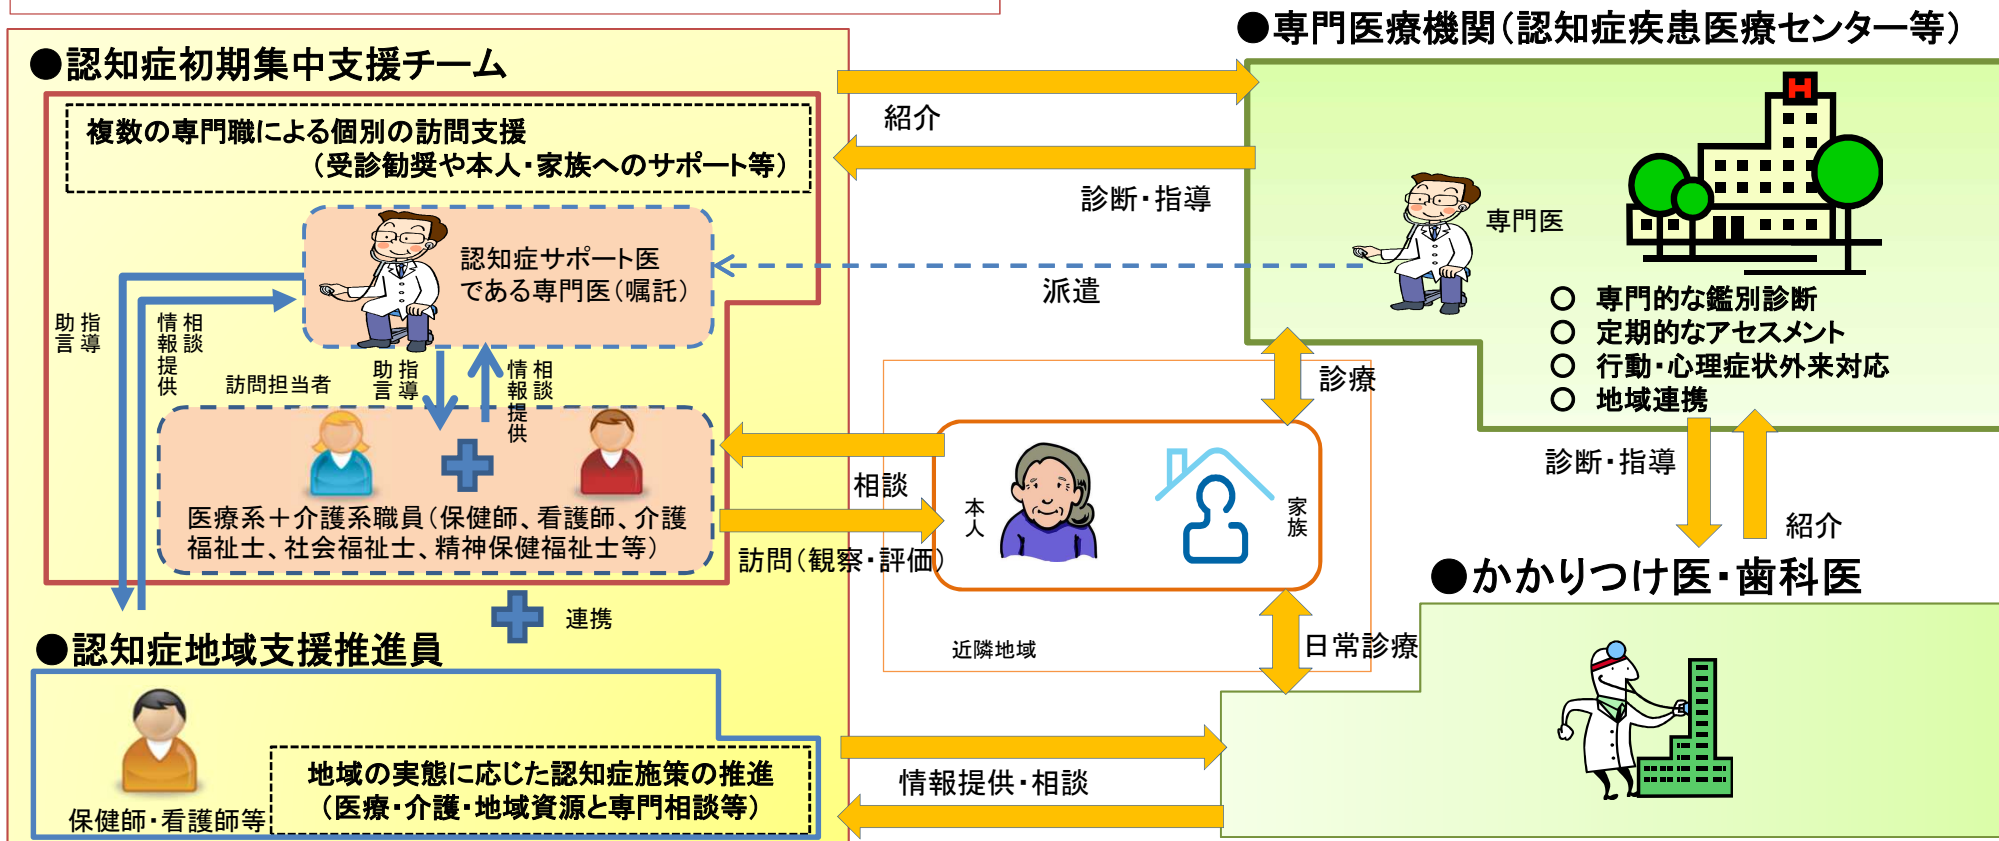 ●認知症初期集中支援チーム
複数の専門職による個別の訪問支援
（受診勧奨や本人・家族へのサポート等）
認知症サポート医
である専門医（嘱託）
指導
助言
相談
情報提供
訪問担当者
指導
助言
相談
情報提供
医療系＋介護系職員（保健師、看護師、介護
福祉士、社会福祉士、精神保健福祉士等）
連携
●認知症地域支援推進員
保健師・看護師等
地域の実態に応じた認知症施策の推進
（医療・介護・地域資源と専門相談等）
紹介
診断・指導
派遣
診療
相談
訪問（観察・評価）
本人
家族
近隣地域
日常診療
情報提供・相談
●専門医療機関（認知症疾患医療センター等）
専門医
H
○ 専門的な鑑別診断
○ 定期的なアセスメント
○ 行動・心理症状外来対応
○ 地域連携
診断・指導
紹介
●かかりつけ医・歯科医